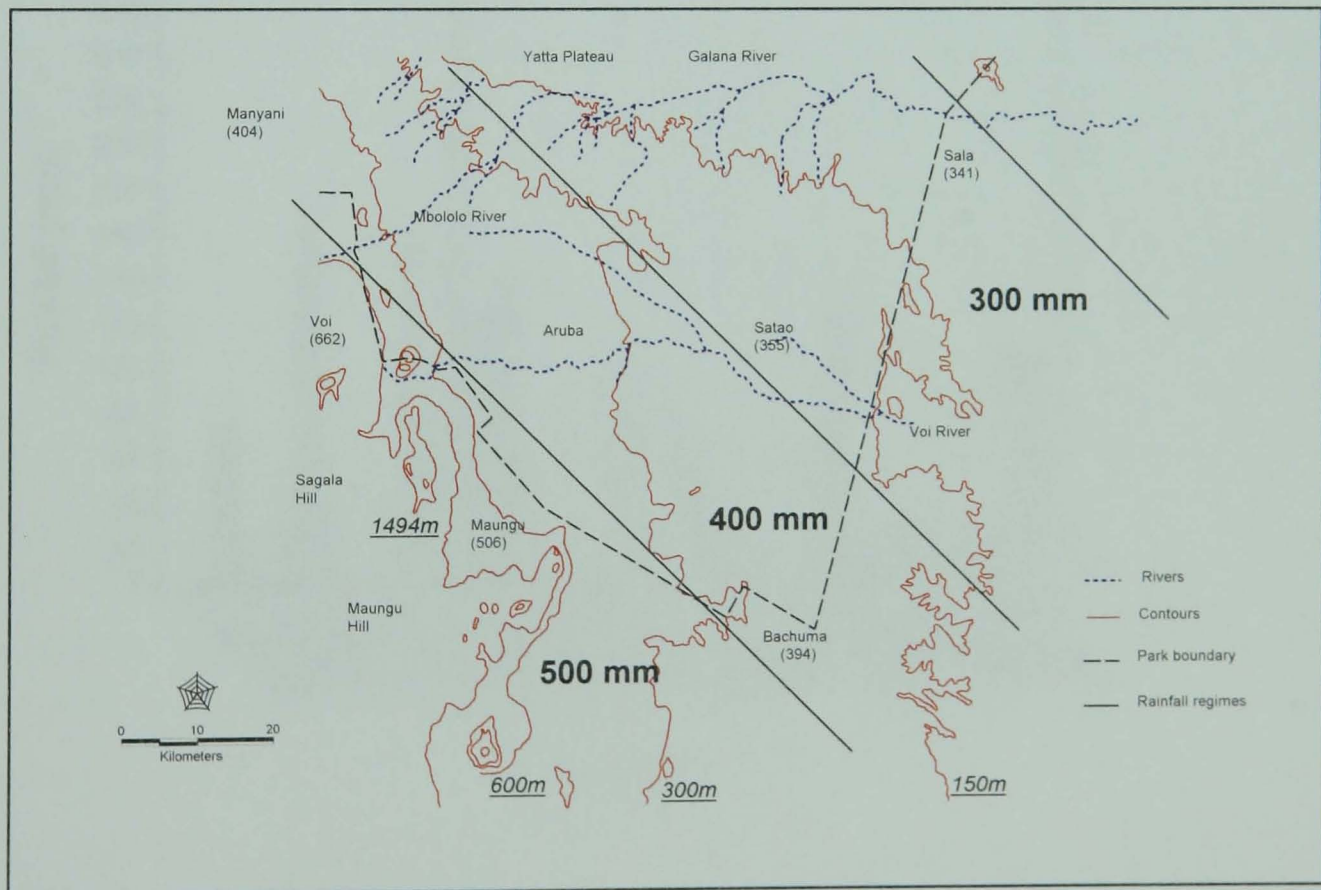 Yatta Plateau
Galana River
Manyani
(404)
Sala
(341)
Mbololo River
300 mm
Voi
(662)
Aruba
Satao
(355)
Voi River
Sagala
Hill
1494m
Maungu
(506)
400 mm
Rivers
Contours
Maungu
Hill
Bachuma
(394)
Park boundary
500 mm
Rainfall regimes
0 10 20
Kilometers
600m
300m
150m